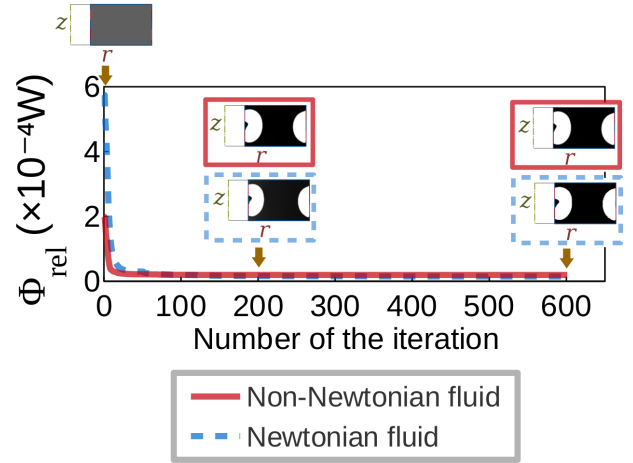 z
r
Φrel (×10⁻⁴W)
6
4
2
0
z
r
z
r
z
r
z
r
0 100 200 300 400 500 600
Number of the iteration
Non-Newtonian fluid
Newtonian fluid